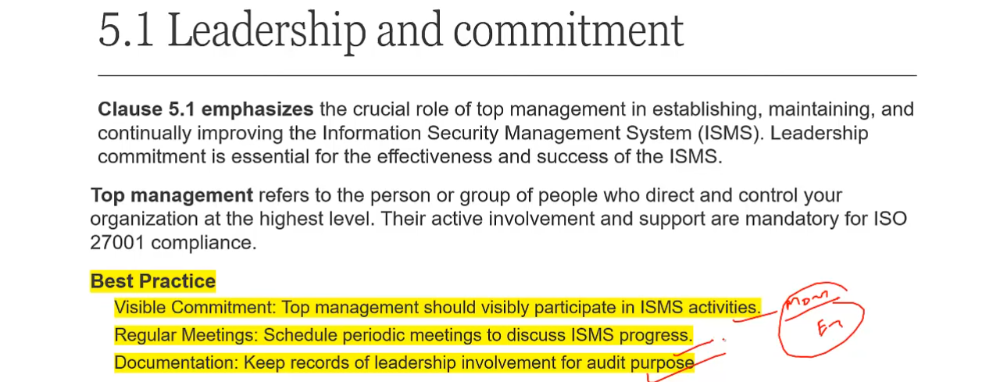 5.1 Leadership and commitment
Clause 5.1 emphasizes the crucial role of top management in establishing, maintaining, and
continually improving the Information Security Management System (ISMS). Leadership
commitment is essential for the effectiveness and success of the ISMS.
Top management refers to the person or group of people who direct and control your
organization at the highest level. Their active involvement and support are mandatory for ISO
27001 compliance.
Best Practice
Visible Commitment: Top management should visibly participate in ISMS activities.
MOM
Regular Meetings: Schedule periodic meetings to discuss ISMS progress.
Documentation: Keep records of leadership involvement for audit purpose